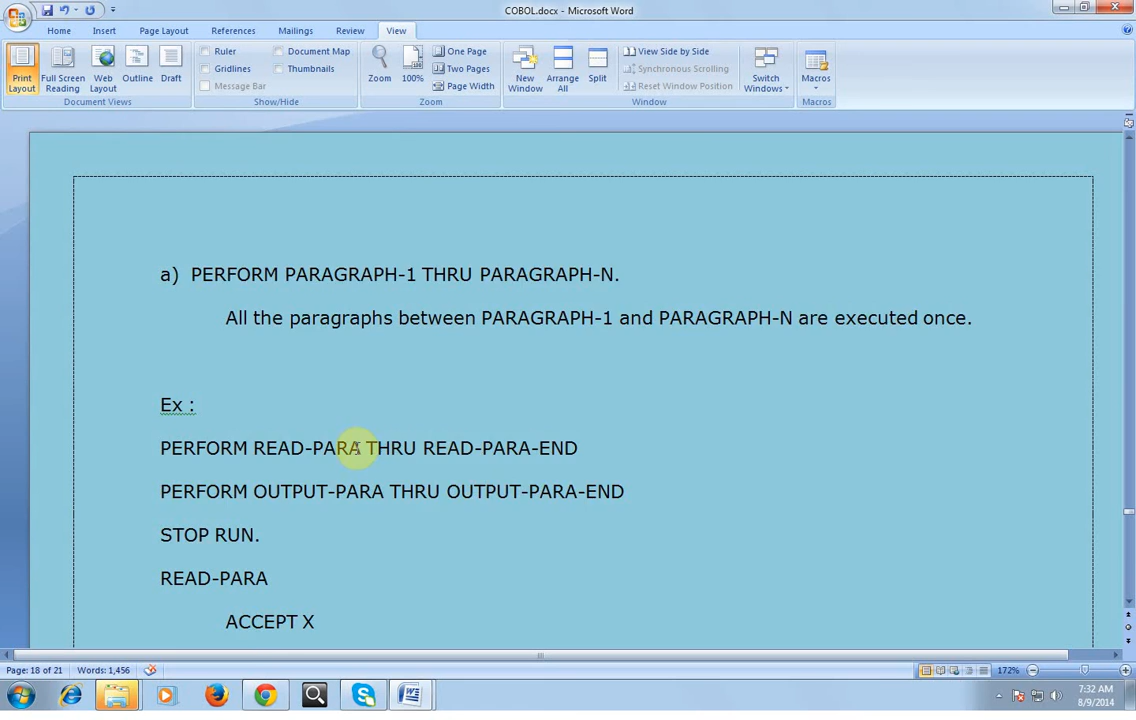 COBOL.docx - Microsoft Word
Home Insert Page Layout References Mailings Review View
Print Layout
Full Screen Reading
Web Layout
Outline
Draft
Document Views
Ruler
Gridlines
Message Bar
Document Map
Thumbnails
Show/Hide
Zoom
100%
One Page
Two Pages
Page Width
Zoom
New Window
Arrange All
Split
View Side by Side
Synchronous Scrolling
Reset Window Position
Window
Switch Windows
Macros
Macros
a) PERFORM PARAGRAPH-1 THRU PARAGRAPH-N.
All the paragraphs between PARAGRAPH-1 and PARAGRAPH-N are executed once.
Ex :
PERFORM READ-PARA THRU READ-PARA-END
PERFORM OUTPUT-PARA THRU OUTPUT-PARA-END
STOP RUN.
READ-PARA
ACCEPT X
Page: 18 of 21 Words: 1,456 172%
7:32 AM
8/9/2014